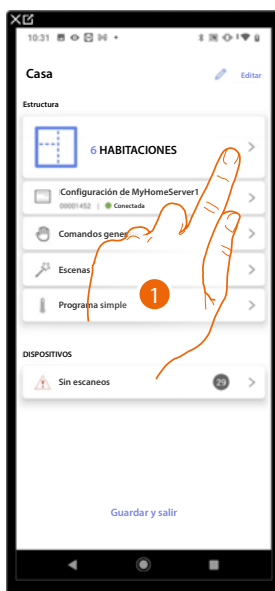 10:31
Casa
Editar
Estructura
6 HABITACIONES
Configuración de MyHomeServer1
00001452 | Conectada
Comandos gener
Escenas
1
Programa simple
DISPOSITIVOS
Sin escaneos 29
Guardar y salir